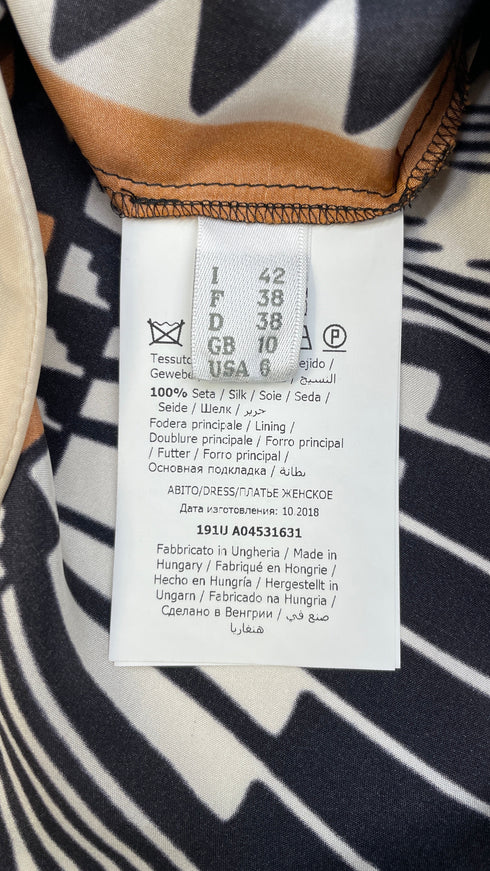 I 42
F 38
D 38
GB 10
USA 6
P
Tessuto
ejido /
Gewebe
النسيج
100% Seta / Silk / Soie / Seda /
Seide / Шелк / حرير
Fodera principale / Lining /
Doublure principale / Forro principal
/ Futter / Forro principal /
Основная подкладка / بطانة
ABITO/DRESS/ПЛАТЬЕ ЖЕНСКОЕ
Дата изготовления: 10.2018
191U A04531631
Fabbricato in Ungheria / Made in
Hungary / Fabriqué en Hongrie /
Hecho en Hungría / Hergestellt in
Ungarn / Fabricado na Hungria /
Сделано в Венгрии / صنع في
هنغاريا